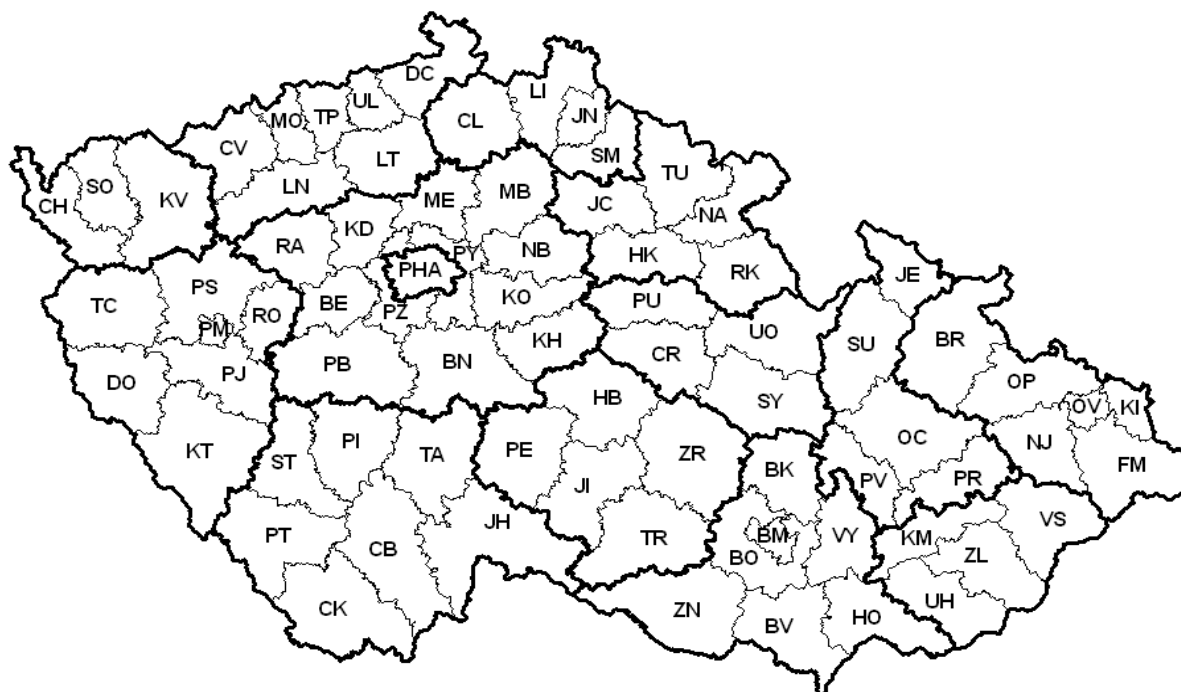 DC
LI
UL
JN
MO
TP
CL
CV
LT
SM
TU
SO
LN
KV
ME
MB
CH
JC
NA
KD
RA
PY
NB
HK
PHA
RK
JE
PS
KO
TC
BE
PZ
RO
PU
PM
UO
BR
KH
SU
CR
PB
BN
DO
PJ
OP
HB
SY
OV
KI
OC
NJ
PI
PE
ZR
KT
ST
TA
BK
FM
PV
PR
JI
JH
VS
PT
TR
BM
VY
KM
CB
BO
ZL
CK
UH
ZN
HO
BV